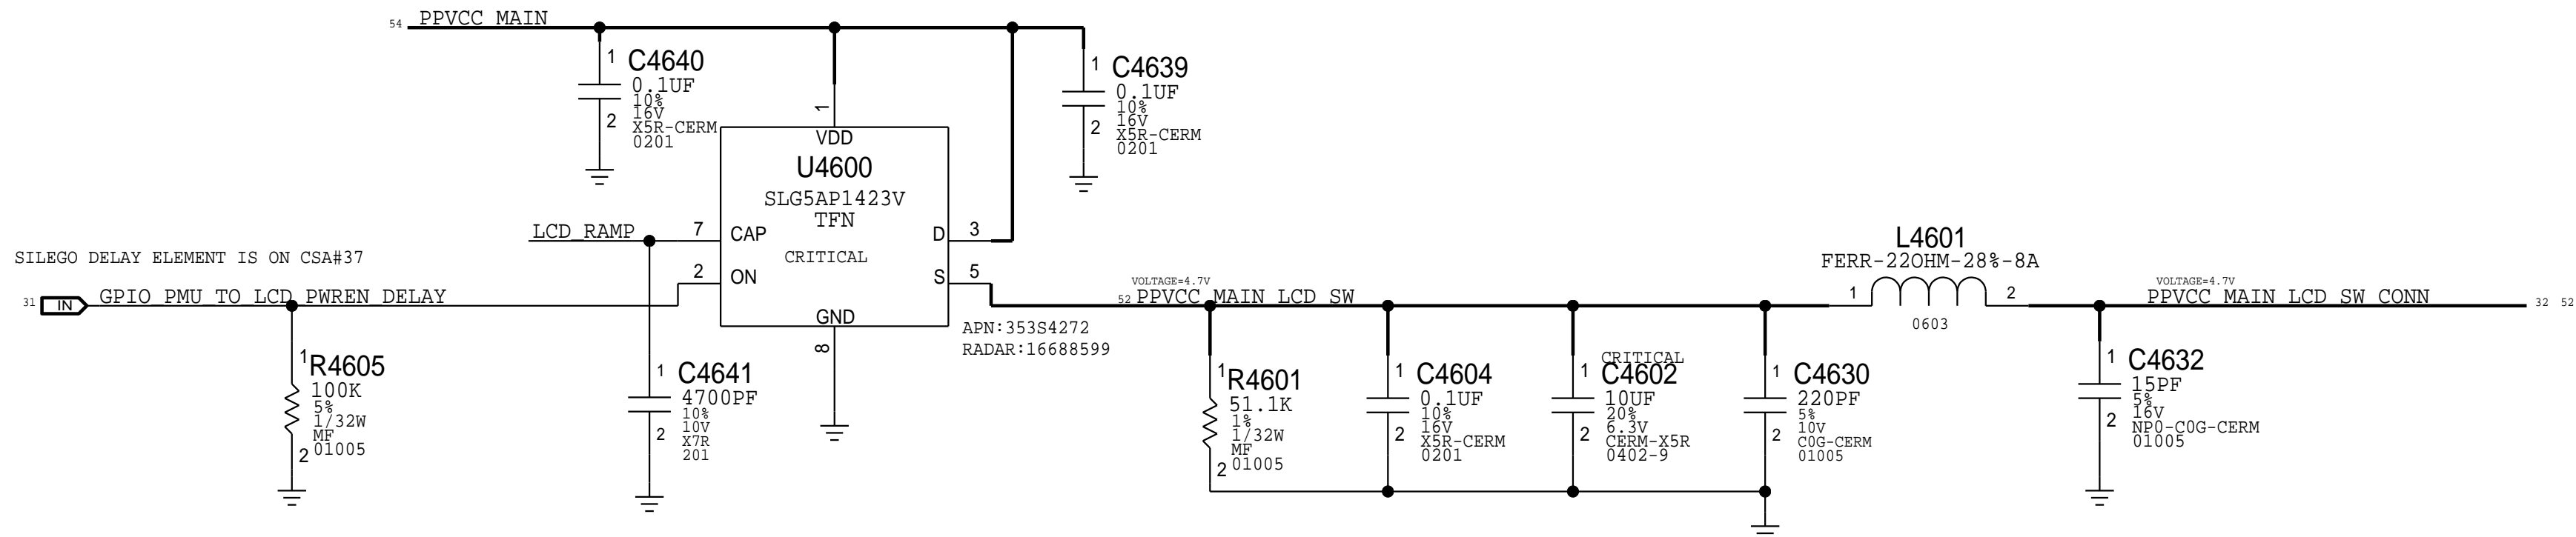 54 PPVCC_MAIN
1 C4640
0.1UF
10%
16V
2 X5R-CERM
0201
1 C4639
0.1UF
10%
16V
2 X5R-CERM
0201
1
VDD
U4600
SLG5AP1423V
TFN
CRITICAL
LCD_RAMP 7 CAP
D 3
2 ON
S 5
GND
8
SILEGO DELAY ELEMENT IS ON CSA#37
31 IN GPIO_PMU_TO_LCD_PWREN_DELAY
APN:353S4272
RADAR:16688599
VOLTAGE=4.7V
52 PPVCC_MAIN_LCD_SW
L4601
FERR-22OHM-28%-8A
1 2
0603
VOLTAGE=4.7V
PPVCC_MAIN_LCD_SW_CONN 32 52
1 R4605
100K
5%
1/32W
MF
2 01005
1 C4641
4700PF
10%
10V
2 X7R
201
1 R4601
51.1K
1%
1/32W
MF
2 01005
1 C4604
0.1UF
10%
16V
2 X5R-CERM
0201
CRITICAL
1 C4602
10UF
20%
6.3V
2 CERM-X5R
0402-9
1 C4630
220PF
5%
10V
2 C0G-CERM
01005
1 C4632
15PF
5%
16V
2 NP0-C0G-CERM
01005